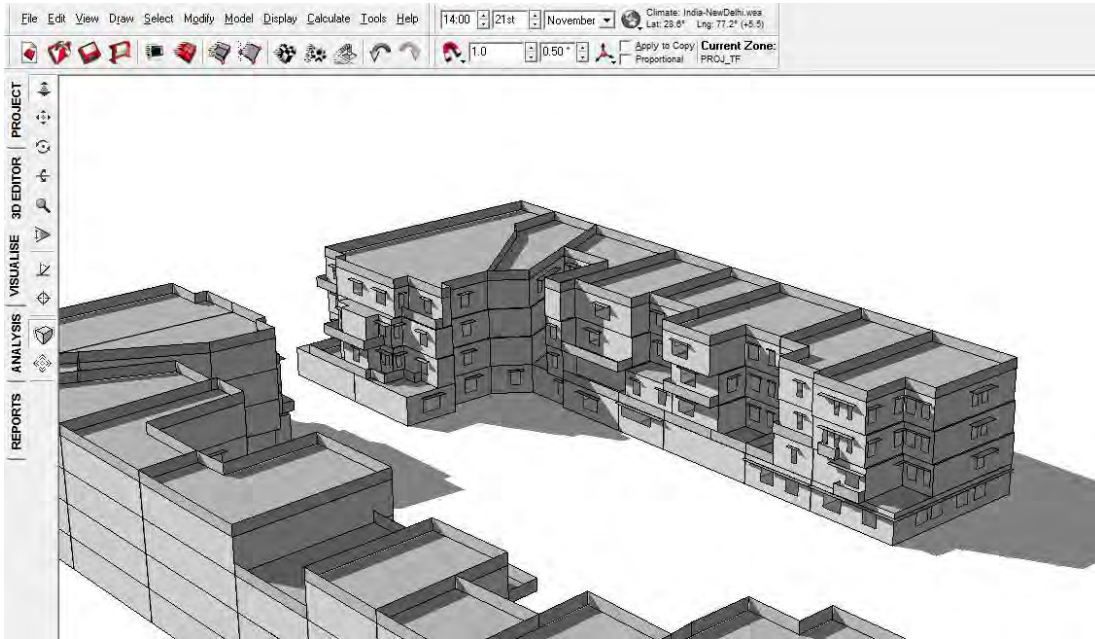 File Edit View Draw Select Modify Model Display Calculate Tools Help
14:00 21st November Climate: India-NewDelhi.wea
Lat: 28.6° Lng: 77.2° (+5.5)
1.0 0.50 ° Apply to Copy Current Zone:
Proportional PROJ_TF
PROJECT
3D EDITOR
VISUALISE
ANALYSIS
REPORTS